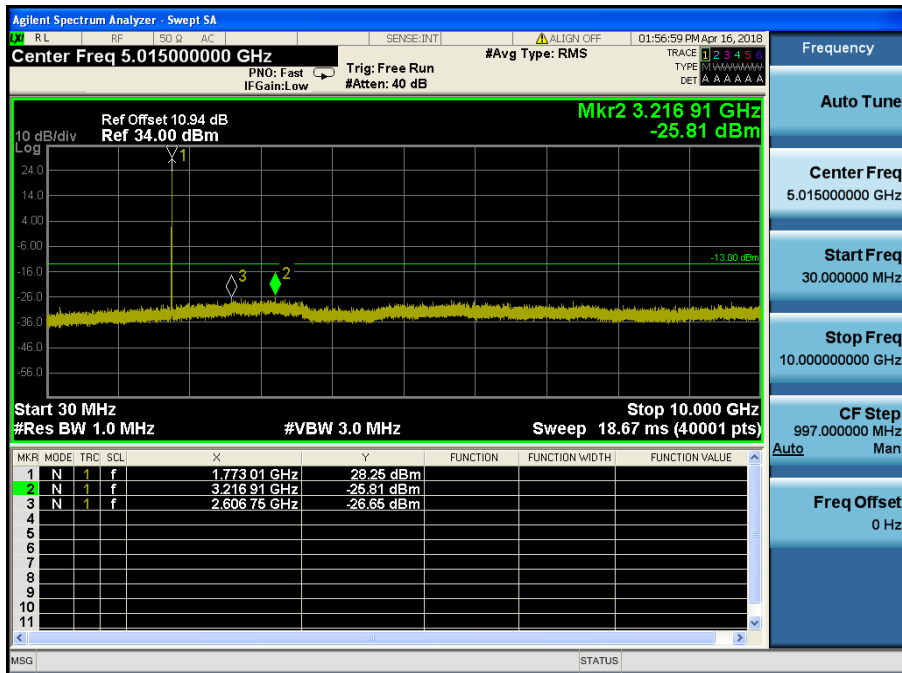 Agilent Spectrum Analyzer - Swept SA
LXI RL RF 50 Ω AC SENSE:INT ALIGN OFF 01:56:59 PM Apr 16, 2018
Center Freq 5.015000000 GHz #Avg Type: RMS TRACE 1 2 3 4 5 6
PNO: Fast Trig: Free Run TYPE M WWWWW
IFGain:Low #Atten: 40 dB DET A A A A A A
Mkr2 3.216 91 GHz
-25.81 dBm
Ref Offset 10.94 dB
10 dB/div Ref 34.00 dBm
Log
1
24.0
14.0
4.00
-6.00
-13.00 dBm
-16.0
3 2
-26.0
-36.0
-46.0
-56.0
Start 30 MHz Stop 10.000 GHz
#Res BW 1.0 MHz #VBW 3.0 MHz Sweep 18.67 ms (40001 pts)
MKR MODE TRC SCL X Y FUNCTION FUNCTION WIDTH FUNCTION VALUE
1 N 1 f 1.773 01 GHz 28.25 dBm
2 N 1 f 3.216 91 GHz -25.81 dBm
3 N 1 f 2.606 75 GHz -26.65 dBm
4
5
6
7
8
9
10
11
MSG STATUS
Frequency
Auto Tune
Center Freq
5.015000000 GHz
Start Freq
30.000000 MHz
Stop Freq
10.000000000 GHz
CF Step
997.000000 MHz
Auto Man
Freq Offset
0 Hz